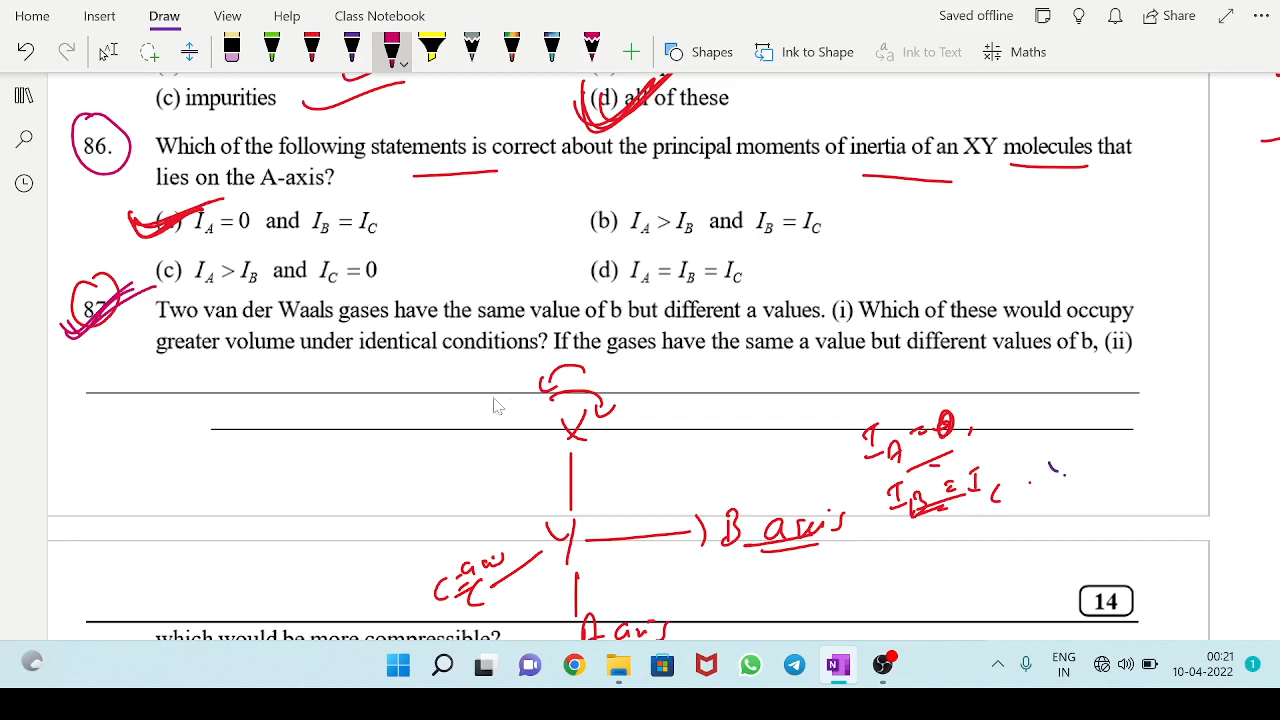 Home Insert Draw View Help Class Notebook Saved offline Share
Shapes Ink to Shape Ink to Text Maths
(c) impurities (d) all of these
86. Which of the following statements is correct about the principal moments of inertia of an XY molecules that
lies on the A-axis?
I_A = 0 and I_B = I_C (b) I_A > I_B and I_B = I_C
(c) I_A > I_B and I_C = 0 (d) I_A = I_B = I_C
87. Two van der Waals gases have the same value of b but different a values. (i) Which of these would occupy
greater volume under identical conditions? If the gases have the same a value but different values of b, (ii)
X
I_A = 0,
I_B = I_C
Y B axis
C axis
14
A axis
which would be more compressible?
ENG
IN
00:21
10-04-2022
1